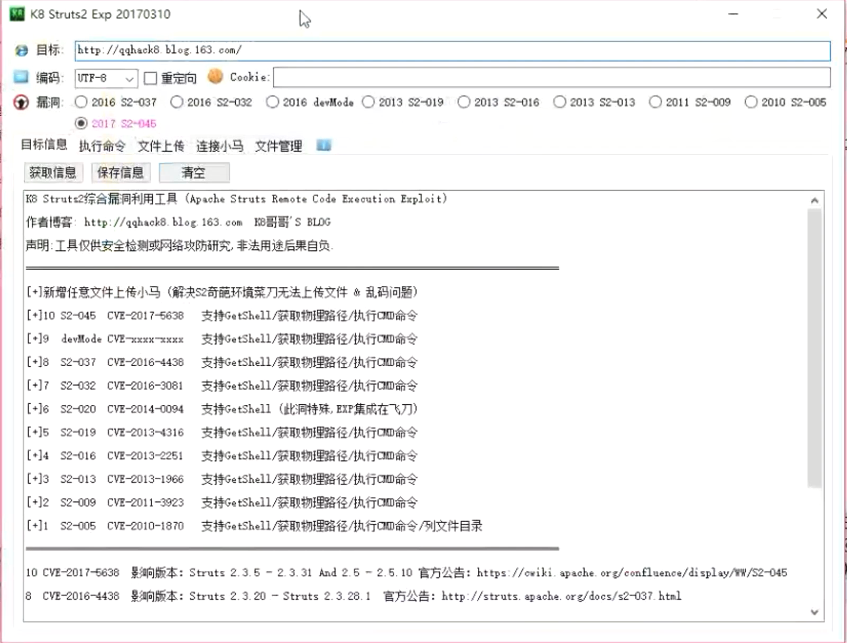 K8 Struts2 Exp 20170310
目标: http://qqhack8.blog.163.com/
编码: UTF-8 重定向 Cookie:
漏洞: 2016 S2-037 2016 S2-032 2016 devMode 2013 S2-019 2013 S2-016 2013 S2-013 2011 S2-009 2010 S2-005
2017 S2-045
目标信息 执行命令 文件上传 连接小马 文件管理
获取信息 保存信息 清空
K8 Struts2综合漏洞利用工具 (Apache Struts Remote Code Execution Exploit)
作者博客: http://qqhack8.blog.163.com K8哥哥'S BLOG
声明:工具仅供安全检测或网络攻防研究,非法用途后果自负.
[+]新增任意文件上传小马 (解决S2奇葩环境菜刀无法上传文件 & 乱码问题)
[+]10 S2-045 CVE-2017-5638 支持GetShell/获取物理路径/执行CMD命令
[+]9 devMode CVE-xxxx-xxxx 支持GetShell/获取物理路径/执行CMD命令
[+]8 S2-037 CVE-2016-4438 支持GetShell/获取物理路径/执行CMD命令
[+]7 S2-032 CVE-2016-3081 支持GetShell/获取物理路径/执行CMD命令
[+]6 S2-020 CVE-2014-0094 支持GetShell (此洞特殊,EXP集成在飞刀)
[+]5 S2-019 CVE-2013-4316 支持GetShell/获取物理路径/执行CMD命令
[+]4 S2-016 CVE-2013-2251 支持GetShell/获取物理路径/执行CMD命令
[+]3 S2-013 CVE-2013-1966 支持GetShell/获取物理路径/执行CMD命令
[+]2 S2-009 CVE-2011-3923 支持GetShell/获取物理路径/执行CMD命令
[+]1 S2-005 CVE-2010-1870 支持GetShell/获取物理路径/执行CMD命令/列文件目录
10 CVE-2017-5638 影响版本: Struts 2.3.5 - 2.3.31 And 2.5 - 2.5.10 官方公告: https://cwiki.apache.org/confluence/display/WW/S2-045
8 CVE-2016-4438 影响版本: Struts 2.3.20 - Struts 2.3.28.1 官方公告: http://struts.apache.org/docs/s2-037.html